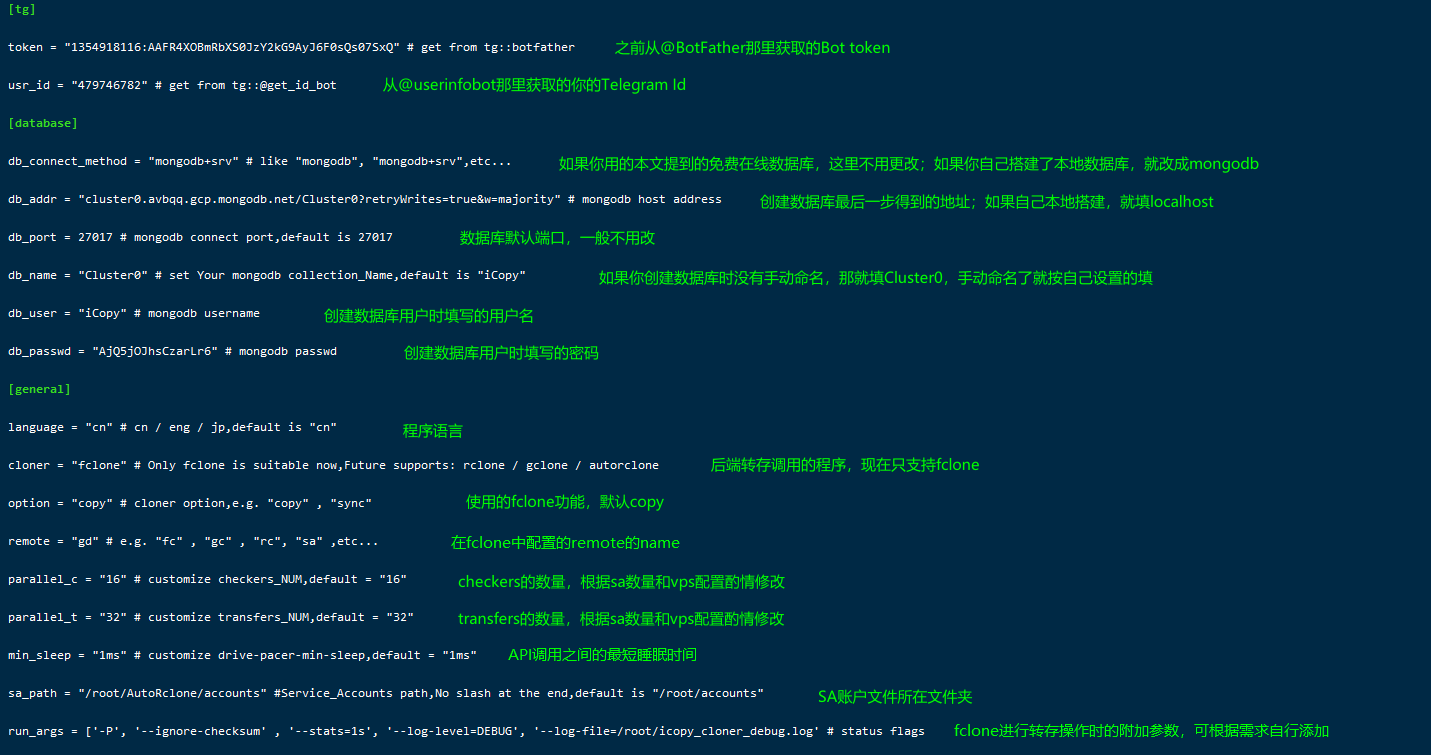 [tg]
token = "1354918116:AAFR4XOBmRbXS0JzY2kG9AyJ6F0sQs07SxQ" # get from tg::botfather 之前从@BotFather那里获取的Bot token
usr_id = "479746782" # get from tg::@get_id_bot 从@userinfobot那里获取的你的Telegram Id
[database]
db_connect_method = "mongodb+srv" # like "mongodb", "mongodb+srv",etc... 如果你用的本文提到的免费在线数据库，这里不用更改；如果你自己搭建了本地数据库，就改成mongodb
db_addr = "cluster0.avbqq.gcp.mongodb.net/Cluster0?retryWrites=true&w=majority" # mongodb host address 创建数据库最后一步得到的地址；如果自己本地搭建，就填localhost
db_port = 27017 # mongodb connect port,default is 27017 数据库默认端口，一般不用改
db_name = "Cluster0" # set Your mongodb collection_Name,default is "iCopy" 如果你创建数据库时没有手动命名，那就填Cluster0，手动命名了就按自己设置的填
db_user = "iCopy" # mongodb username 创建数据库用户时填写的用户名
db_passwd = "AjQ5jOJhsCzarLr6" # mongodb passwd 创建数据库用户时填写的密码
[general]
language = "cn" # cn / eng / jp,default is "cn" 程序语言
cloner = "fclone" # Only fclone is suitable now,Future supports: rclone / gclone / autorclone 后端转存调用的程序，现在只支持fclone
option = "copy" # cloner option,e.g. "copy" , "sync" 使用的fclone功能，默认copy
remote = "gd" # e.g. "fc" , "gc" , "rc", "sa" ,etc... 在fclone中配置的remote的name
parallel_c = "16" # customize checkers_NUM,default = "16" checkers的数量，根据sa数量和vps配置酌情修改
parallel_t = "32" # customize transfers_NUM,default = "32" transfers的数量，根据sa数量和vps配置酌情修改
min_sleep = "1ms" # customize drive-pacer-min-sleep,default = "1ms" API调用之间的最短睡眠时间
sa_path = "/root/AutoRclone/accounts" #Service_Accounts path,No slash at the end,default is "/root/accounts" SA账户文件所在文件夹
run_args = ['-P', '--ignore-checksum' , '--stats=1s', '--log-level=DEBUG', '--log-file=/root/icopy_cloner_debug.log' # status flags fclone进行转存操作时的附加参数，可根据需求自行添加